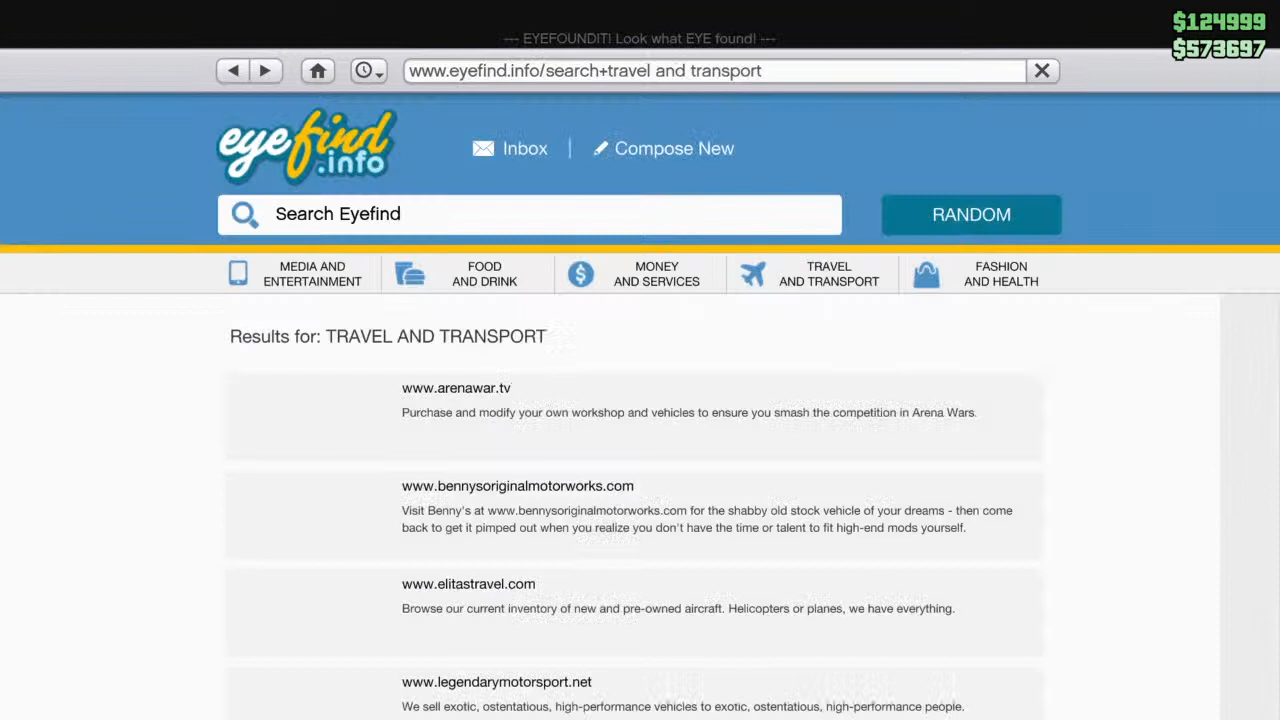 $124999
--- EYEFOUNDIT! Look what EYE found! ---
$573697
www.eyefind.info/search+travel and transport
eyefind
.info
Inbox
Compose New
Search Eyefind
RANDOM
MEDIA AND
ENTERTAINMENT
FOOD
AND DRINK
MONEY
AND SERVICES
TRAVEL
AND TRANSPORT
FASHION
AND HEALTH
Results for: TRAVEL AND TRANSPORT
www.arenawar.tv
Purchase and modify your own workshop and vehicles to ensure you smash the competition in Arena Wars.
www.bennysoriginalmotorworks.com
Visit Benny's at www.bennysoriginalmotorworks.com for the shabby old stock vehicle of your dreams - then come
back to get it pimped out when you realize you don't have the time or talent to fit high-end mods yourself.
www.elitastravel.com
Browse our current inventory of new and pre-owned aircraft. Helicopters or planes, we have everything.
www.legendarymotorsport.net
We sell exotic, ostentatious, high-performance vehicles to exotic, ostentatious, high-performance people.